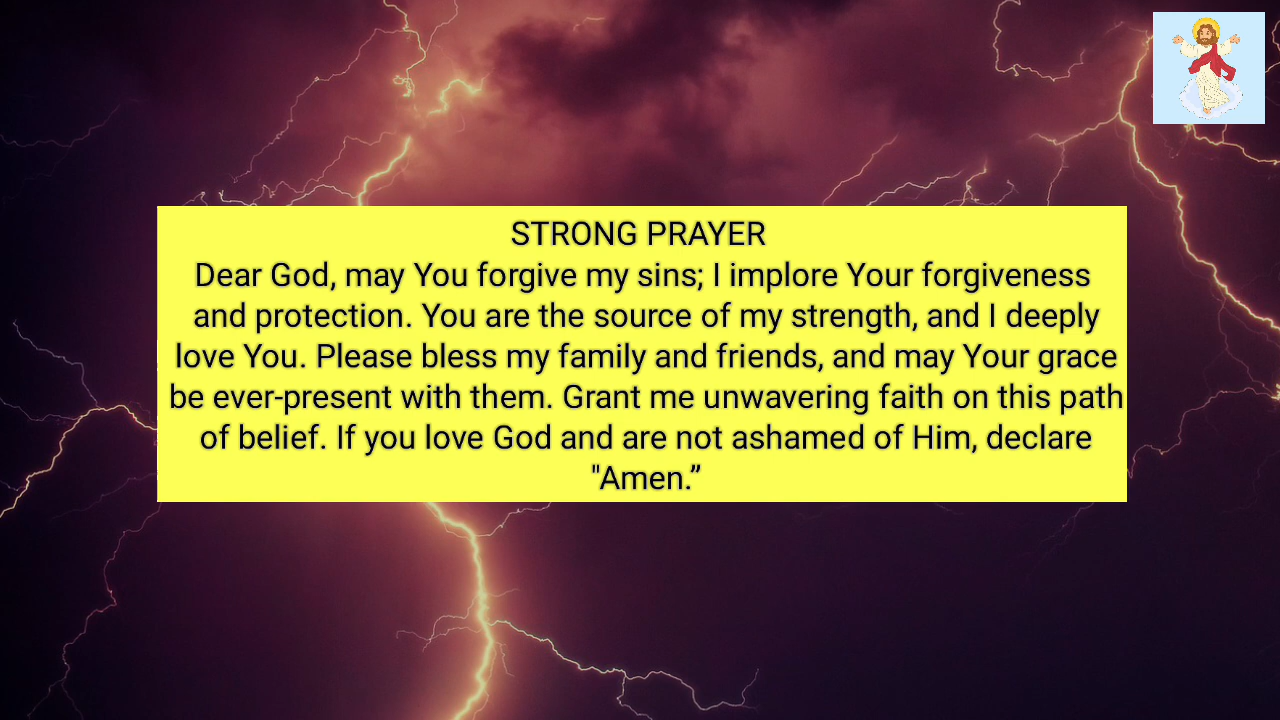 STRONG PRAYER
Dear God, may You forgive my sins; I implore Your forgiveness
and protection. You are the source of my strength, and I deeply
love You. Please bless my family and friends, and may Your grace
be ever-present with them. Grant me unwavering faith on this path
of belief. If you love God and are not ashamed of Him, declare
"Amen.”